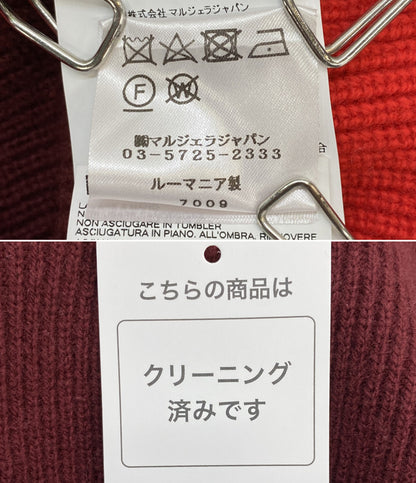 株式会社マルジェラジャパン
F W
㈱マルジェラジャパン
03-5725-2333
ルーマニア製
7009
NON ASCIUGARE IN TUMBLER
ASCIUGATURA IN PIANO, ALL'OMBRA, RIMUOVERE
こちらの商品は
クリーニング
済みです